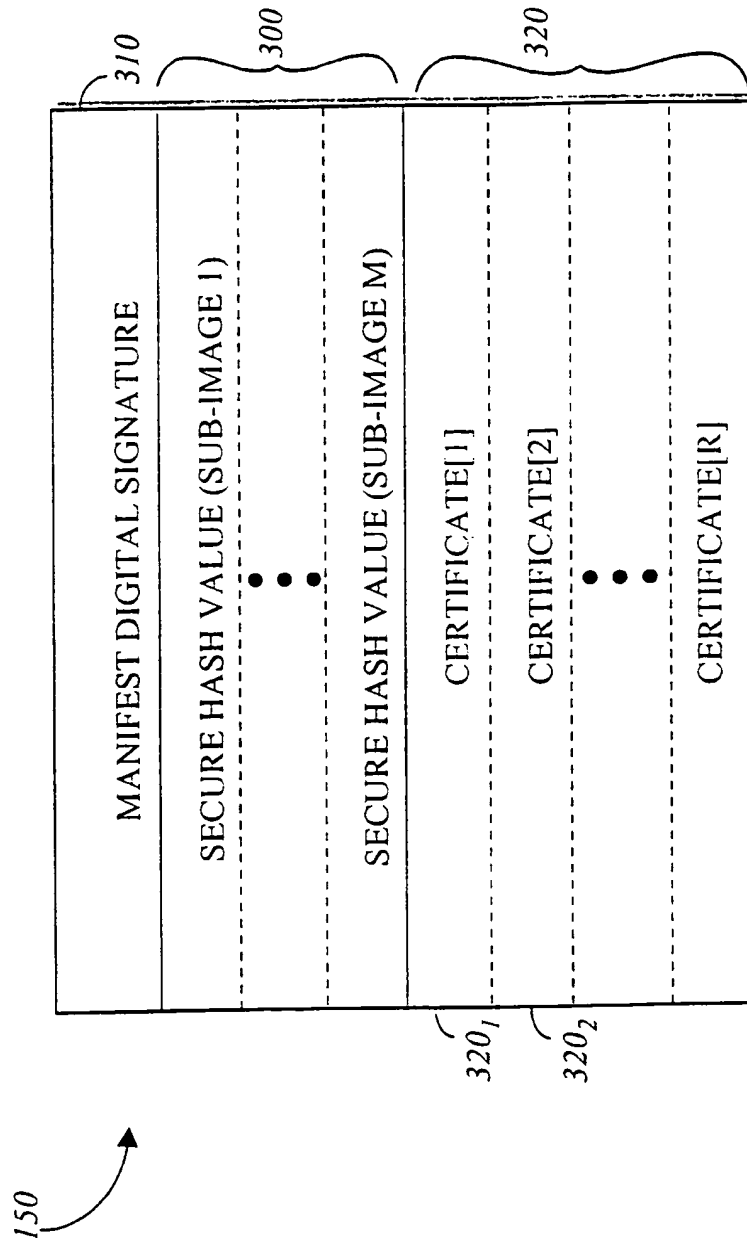 150
310
MANIFEST DIGITAL SIGNATURE
SECURE HASH VALUE (SUB-IMAGE 1)
300
SECURE HASH VALUE (SUB-IMAGE M)
320₁
CERTIFICATE[1]
320
320₂
CERTIFICATE[2]
CERTIFICATE[R]